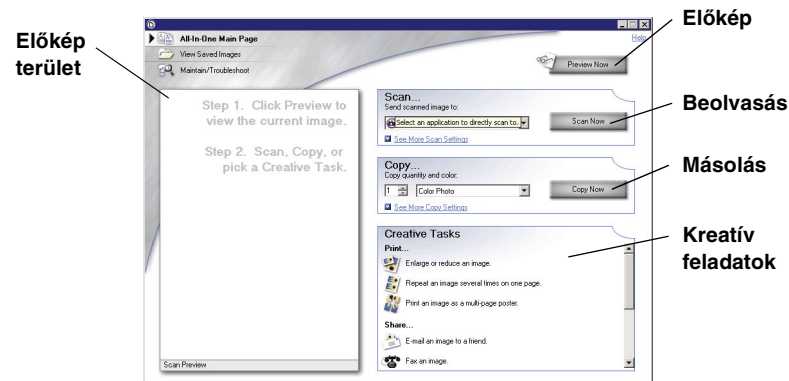 Előkép
terület
All-In-One Main Page
View Saved Images
Maintain/Troubleshoot
Help
Preview Now
Előkép
Step 1. Click Preview to
view the current image.
Step 2. Scan, Copy, or
pick a Creative Task.
Scan Preview
Scan...
Send scanned image to:
Select an application to directly scan to.
Scan Now
See More Scan Settings
Beolvasás
Copy...
Copy quantity and color:
1 Color Photo
Copy Now
See More Copy Settings
Másolás
Creative Tasks
Print...
Enlarge or reduce an image.
Repeat an image several times on one page.
Print an image as a multi-page poster.
Share...
E-mail an image to a friend.
Fax an image.
Kreatív
feladatok